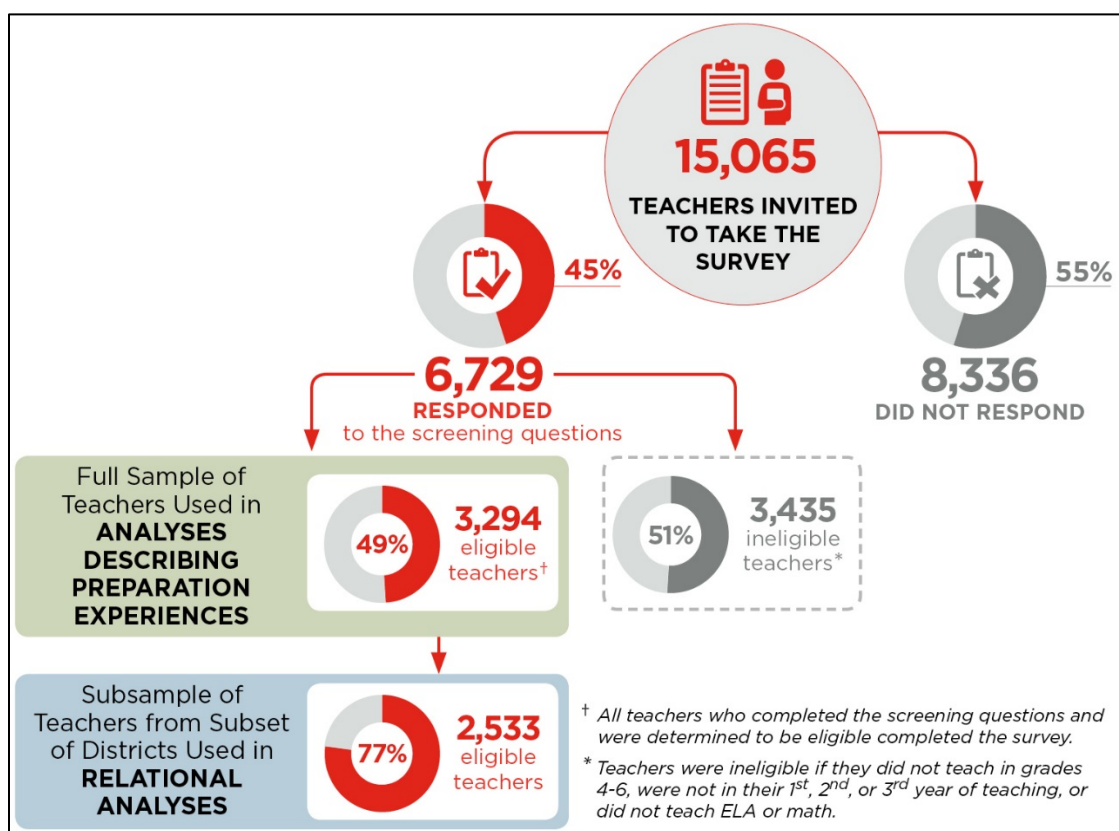 15,065
TEACHERS INVITED
TO TAKE THE
SURVEY
45%
55%
6,729
RESPONDED
to the screening questions
8,336
DID NOT RESPOND
Full Sample of
Teachers Used in
ANALYSES
DESCRIBING
PREPARATION
EXPERIENCES
49%
3,294
eligible
teachers†
51%
3,435
ineligible
teachers*
Subsample of
Teachers from Subset
of Districts Used in
RELATIONAL
ANALYSES
77%
2,533
eligible
teachers
† All teachers who completed the screening questions and
were determined to be eligible completed the survey.
* Teachers were ineligible if they did not teach in grades
4-6, were not in their 1st, 2nd, or 3rd year of teaching, or
did not teach ELA or math.